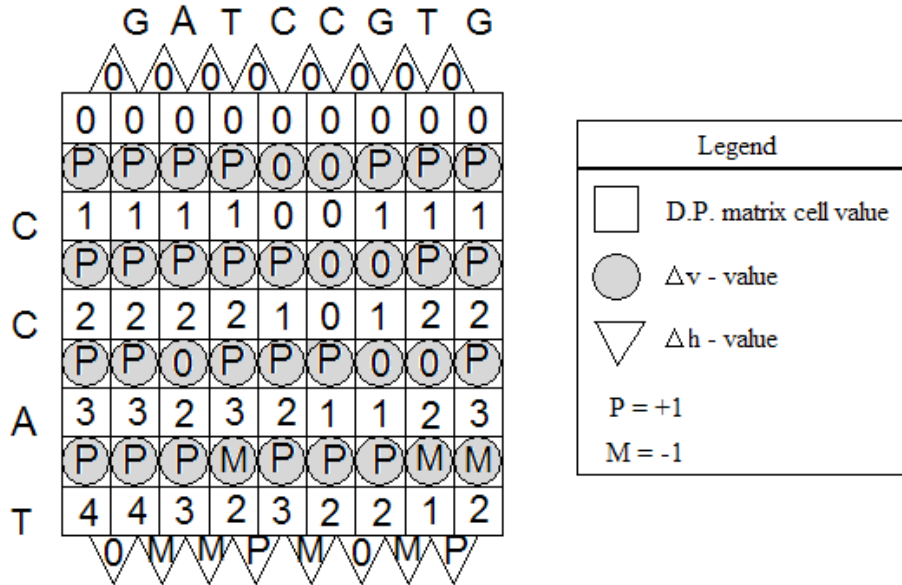 G A T C C G T G
0 0 0 0 0 0 0 0
0 0 0 0 0 0 0 0 0
P P P P 0 0 P P P
C 1 1 1 1 0 0 1 1 1
P P P P P 0 0 P P
C 2 2 2 2 1 0 1 2 2
P P 0 P P P 0 0 P
A 3 3 2 3 2 1 1 2 3
P P P M P P P M M
T 4 4 3 2 3 2 2 1 2
0 M M P M 0 M P
Legend
D.P. matrix cell value
Δv - value
Δh - value
P = +1
M = -1